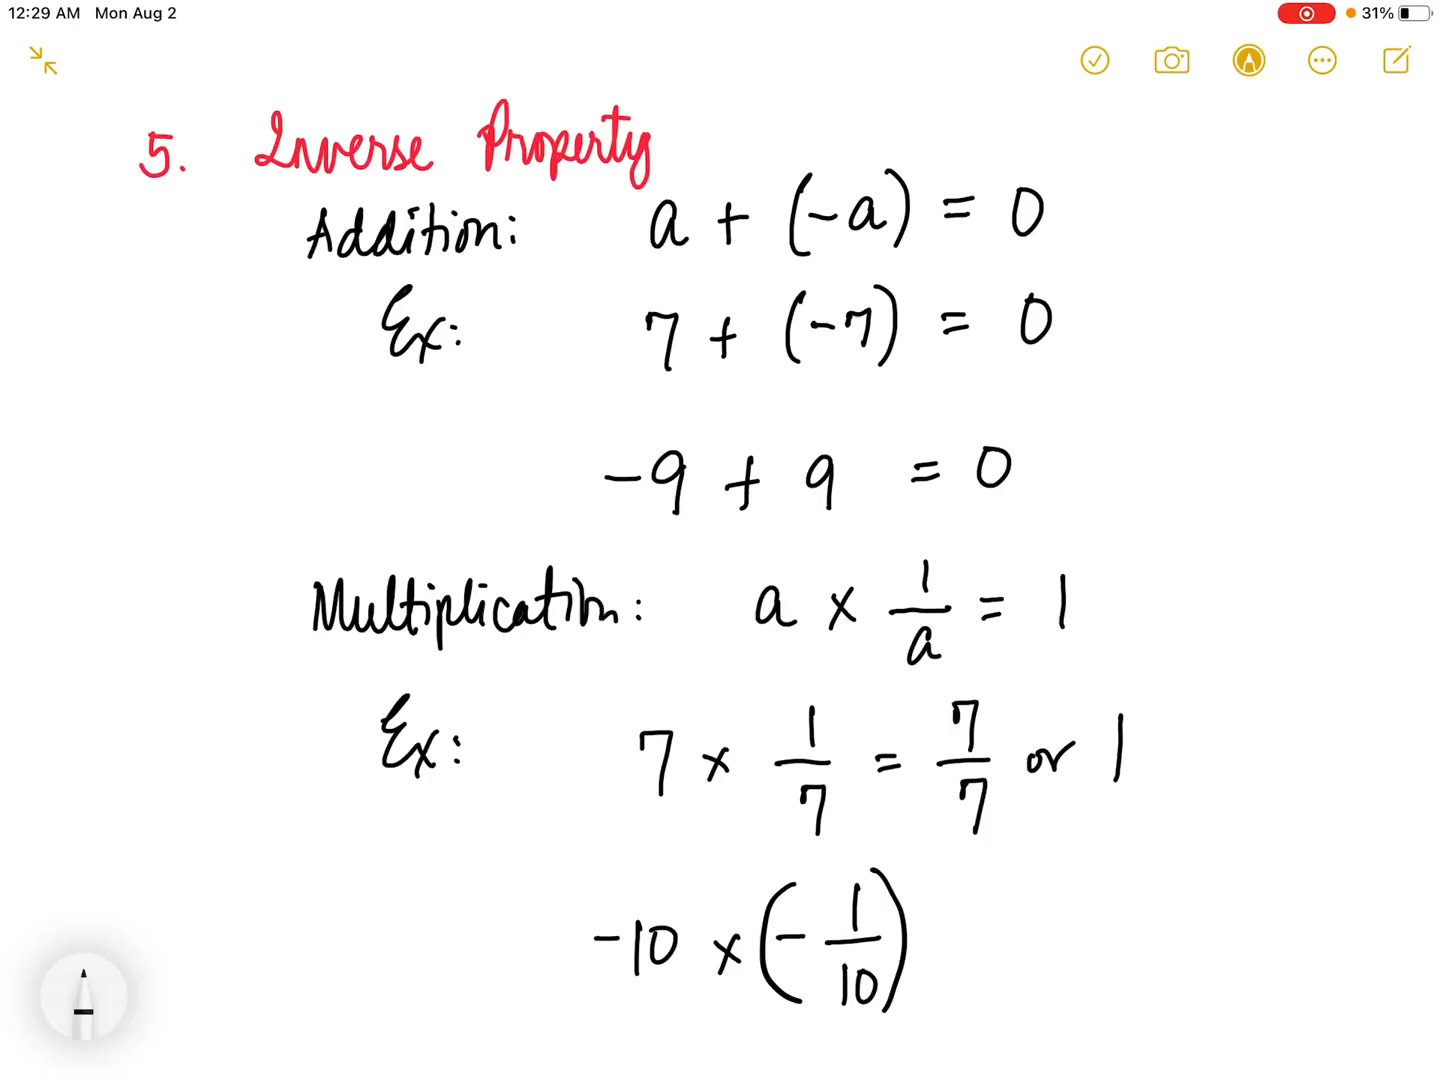 12:29 AM Mon Aug 2 31%
5. Inverse Property
Addition: a + (-a) = 0
Ex: 7 + (-7) = 0
-9 + 9 = 0
Multiplication: a × 1/a = 1
Ex: 7 × 1/7 = 7/7 or 1
-10 × (- 1/10)